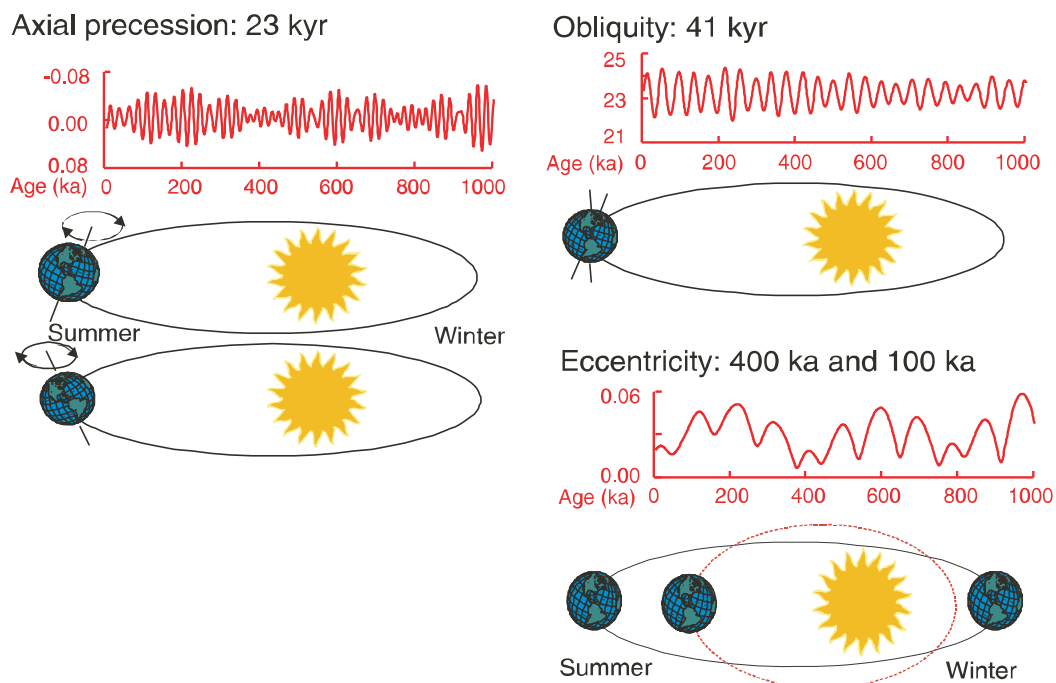 Axial precession: 23 kyr
-0.08
0.00
0.08
Age (ka) 0 200 400 600 800 1000
Summer
Winter
Obliquity: 41 kyr
25
23
21
Age (ka) 0 200 400 600 800 1000
Eccentricity: 400 ka and 100 ka
0.06
0.00
Age (ka) 0 200 400 600 800 1000
Summer
Winter